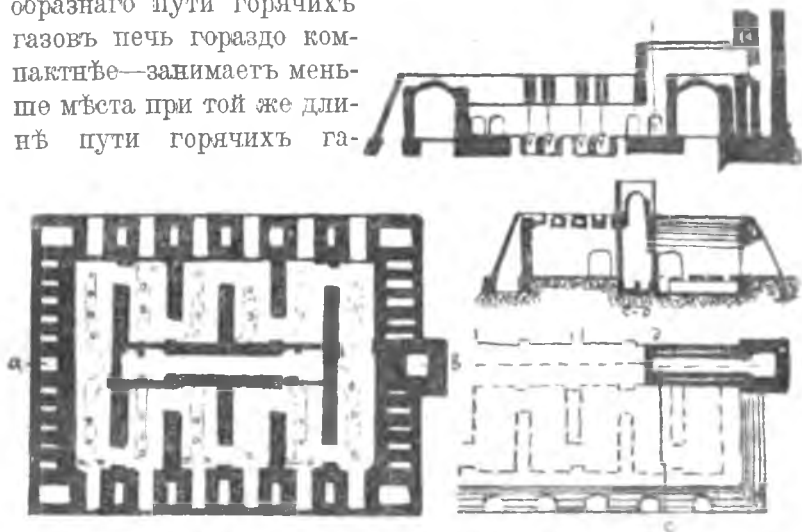 образнаго пути горячихъ
газовъ печь гораздо ком-
пактнѣе—занимаетъ мень-
ше мѣста при той же дли-
нѣ пути горячихъ га-
a
в
c